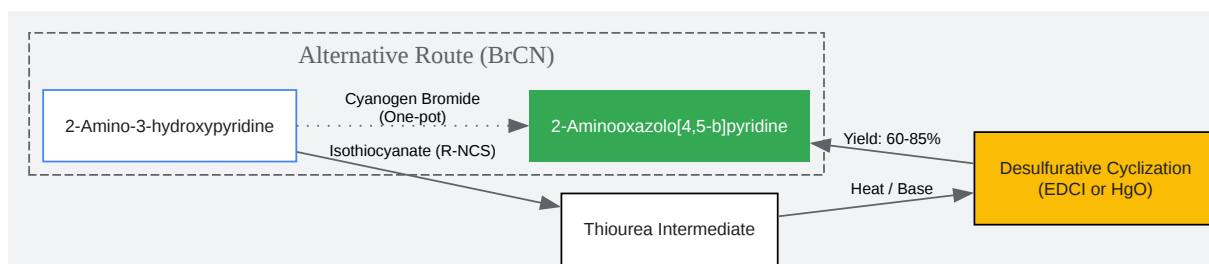 Alternative Route (BrCN)
2-Amino-3-hydroxypyridine
Cyanogen Bromide
(One-pot)
Isothiocyanate (R-NCS)
2-Aminooxazolo[4,5-b]pyridine
Yield: 60-85%
Desulfurative Cyclization
(EDCI or HgO)
Heat / Base
Thiourea Intermediate